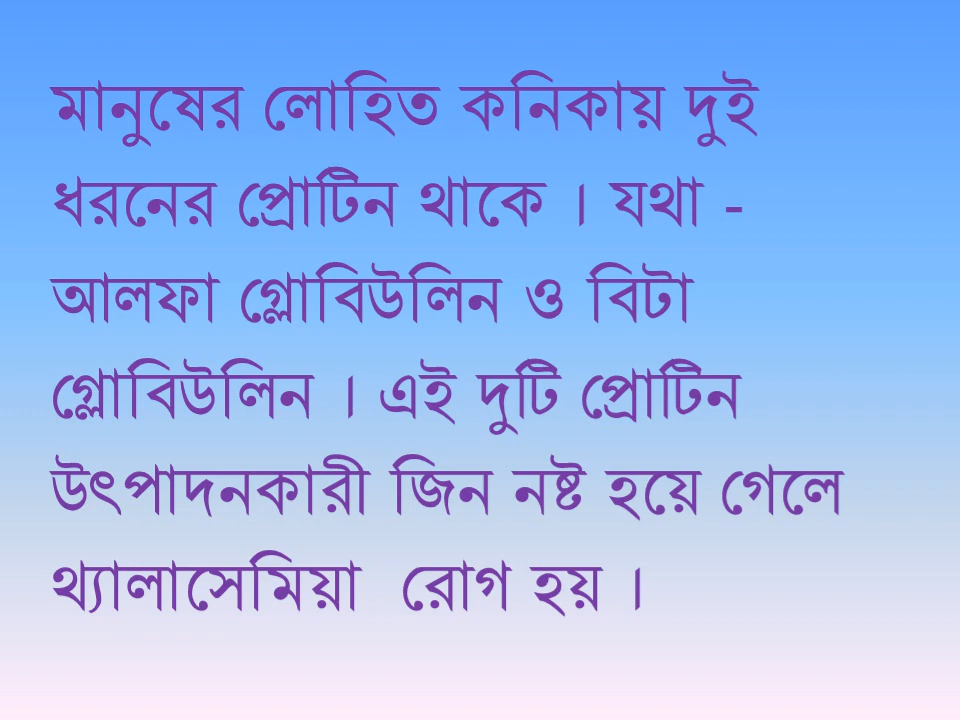 মানুষের লোহিত কনিকায় দুই
ধরনের প্রোটিন থাকে । যথা -
আলফা গ্লোবিউলিন ও বিটা
গ্লোবিউলিন । এই দুটি প্রোটিন
উৎপাদনকারী জিন নষ্ট হয়ে গেলে
থ্যালাসেমিয়া রোগ হয় ।